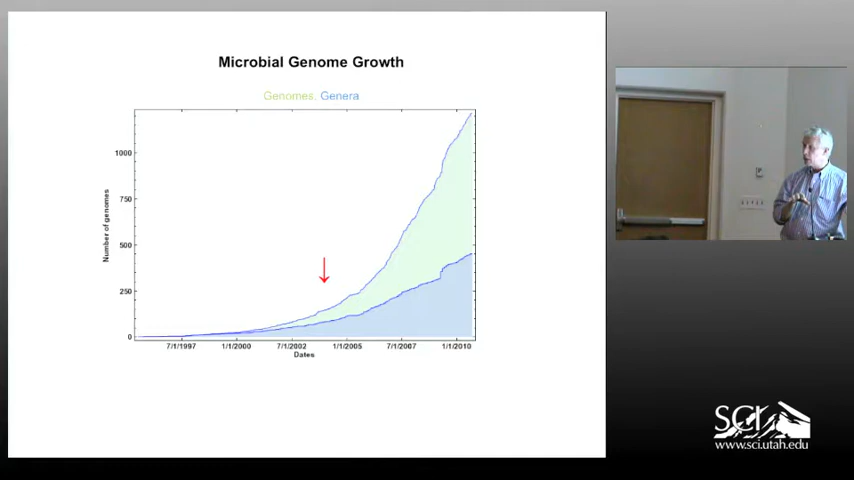 Microbial Genome Growth
Genomes, Genera
1000
750
500
250
0
Number of genomes
7/1/1997 1/1/2000 7/1/2002 1/1/2005 7/1/2007 1/1/2010
Dates
SCI
www.sci.utah.edu